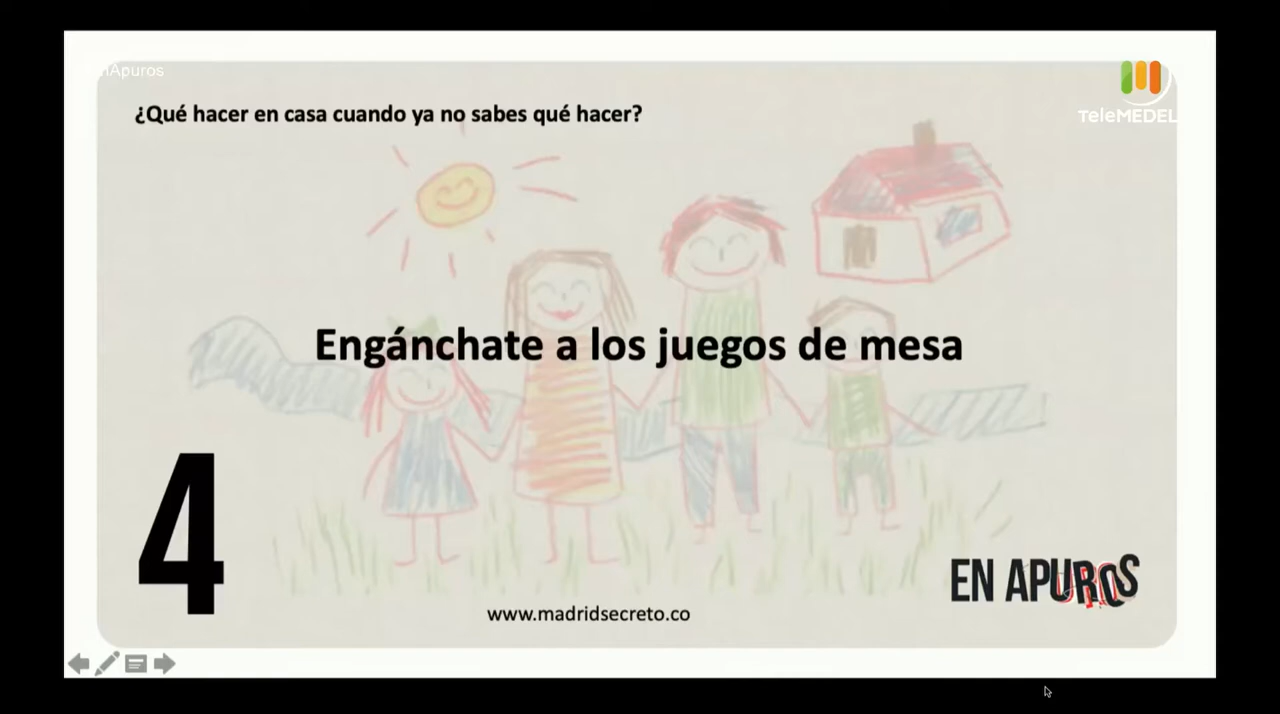 TeleMEDEL
¿Qué hacer en casa cuando ya no sabes qué hacer?
Engánchate a los juegos de mesa
4
EN APUROS
www.madridsecreto.co